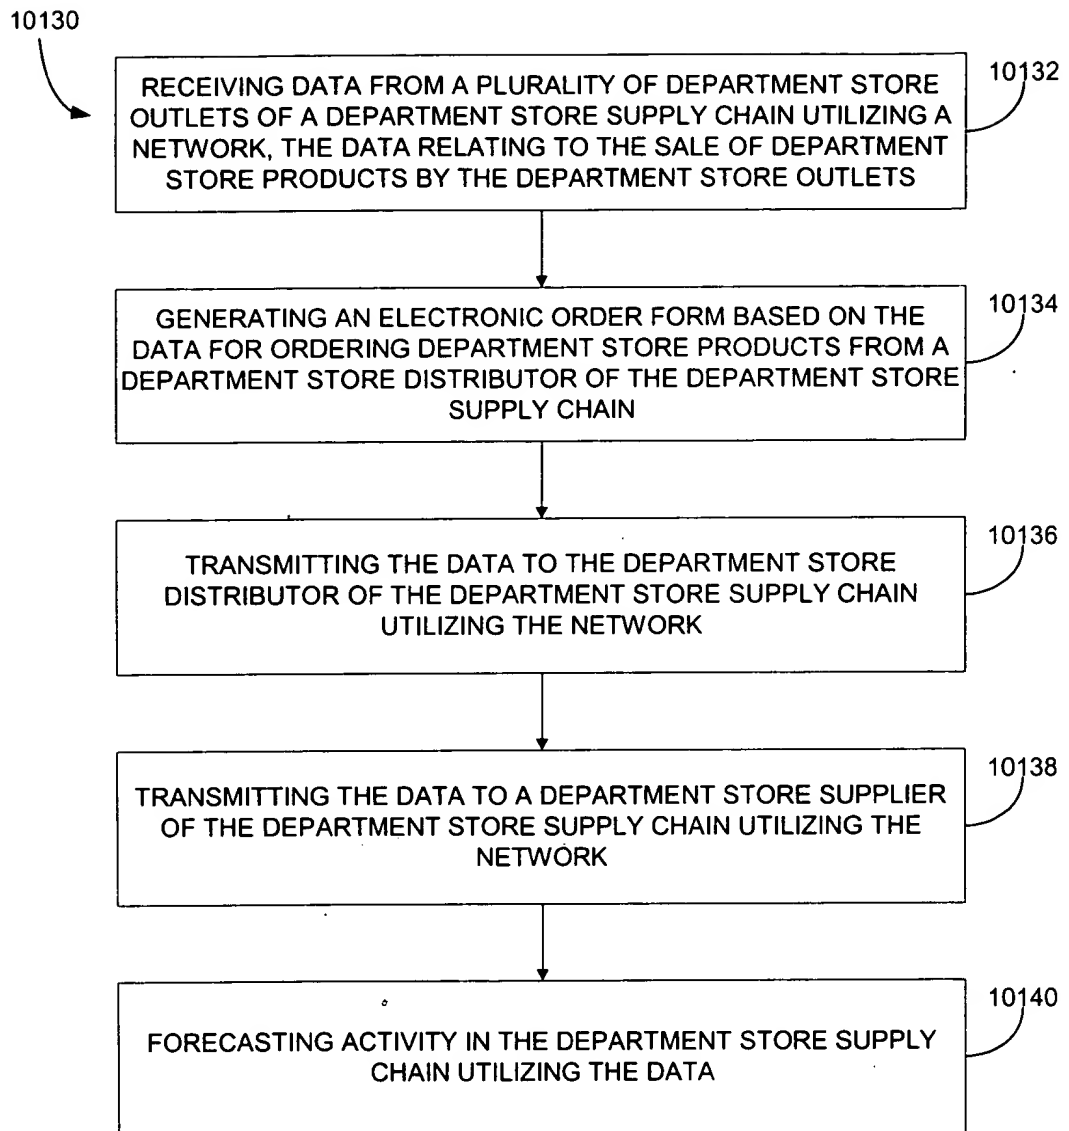 10130
10132
RECEIVING DATA FROM A PLURALITY OF DEPARTMENT STORE
OUTLETS OF A DEPARTMENT STORE SUPPLY CHAIN UTILIZING A
NETWORK, THE DATA RELATING TO THE SALE OF DEPARTMENT
STORE PRODUCTS BY THE DEPARTMENT STORE OUTLETS
10134
GENERATING AN ELECTRONIC ORDER FORM BASED ON THE
DATA FOR ORDERING DEPARTMENT STORE PRODUCTS FROM A
DEPARTMENT STORE DISTRIBUTOR OF THE DEPARTMENT STORE
SUPPLY CHAIN
10136
TRANSMITTING THE DATA TO THE DEPARTMENT STORE
DISTRIBUTOR OF THE DEPARTMENT STORE SUPPLY CHAIN
UTILIZING THE NETWORK
10138
TRANSMITTING THE DATA TO A DEPARTMENT STORE SUPPLIER
OF THE DEPARTMENT STORE SUPPLY CHAIN UTILIZING THE
NETWORK
10140
FORECASTING ACTIVITY IN THE DEPARTMENT STORE SUPPLY
CHAIN UTILIZING THE DATA